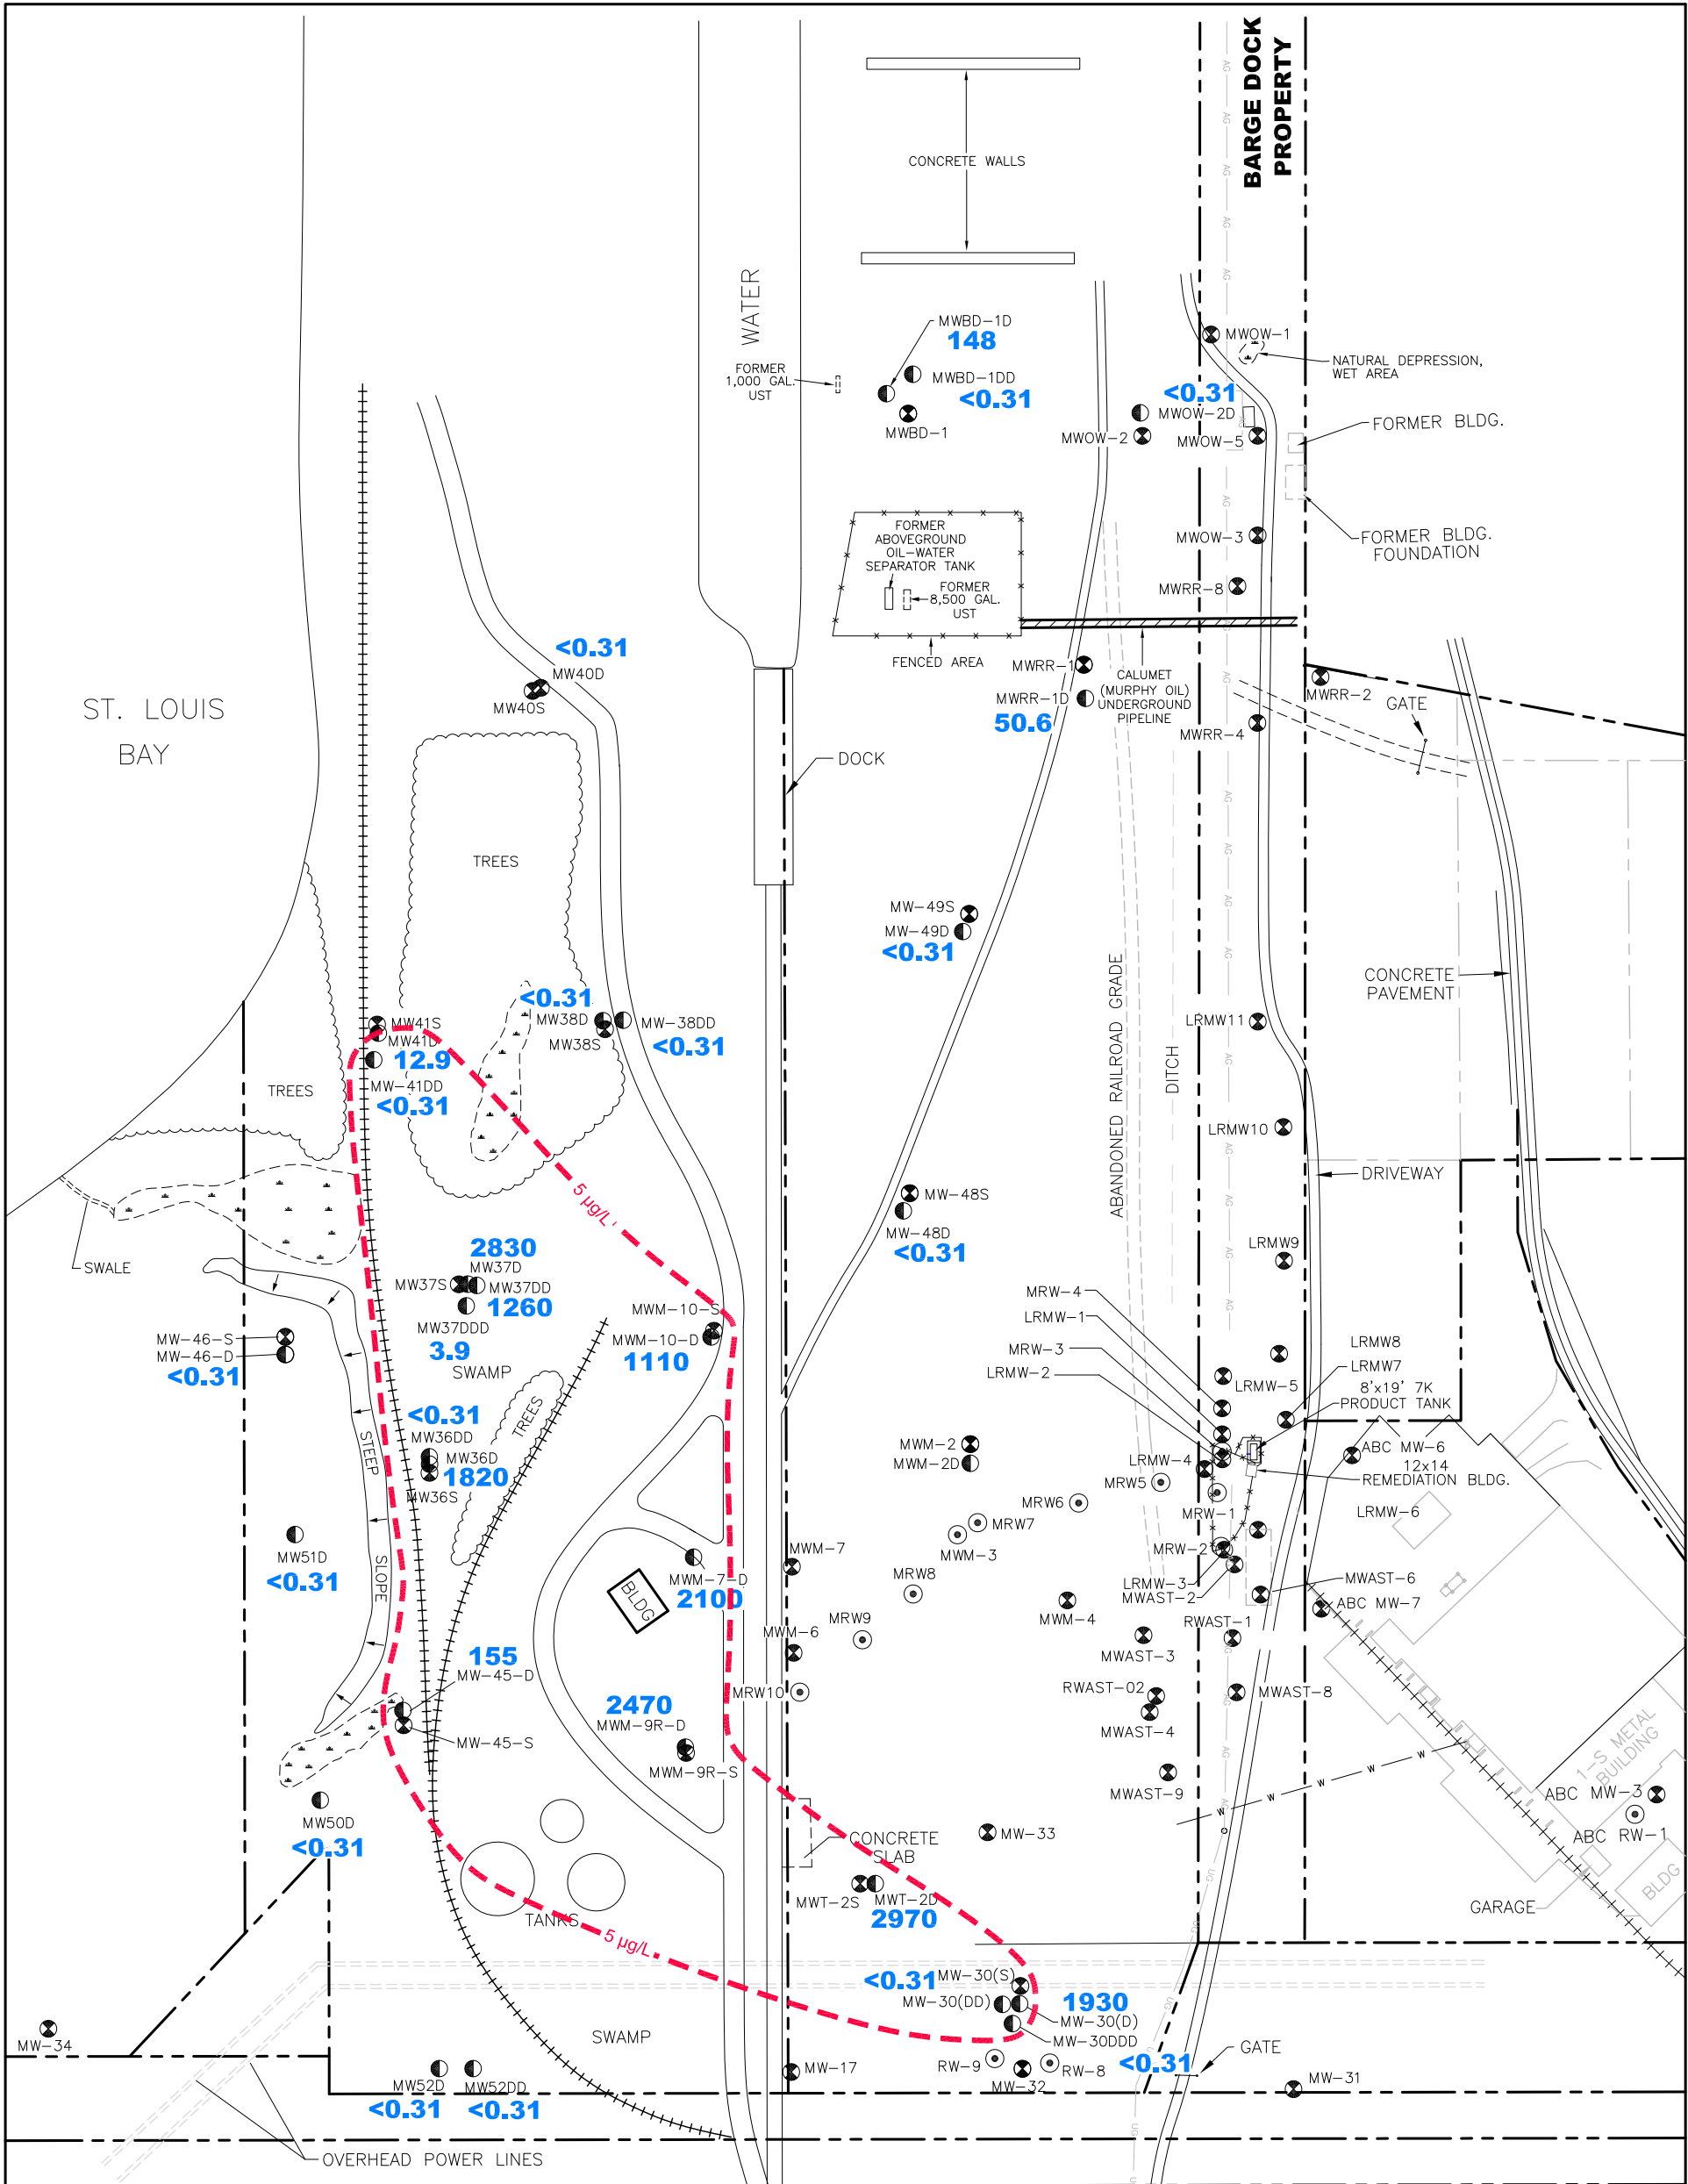 BARGE DOCK
PROPERTY
AG
CONCRETE WALLS
WATER
MWBD-1D
148
MWBD-1DD
<0.31
MWBD-1
FORMER
1,000 GAL.
UST
MWOW-1
NATURAL DEPRESSION,
WET AREA
<0.31
MWOW-2D
MWOW-2
MWOW-5
FORMER BLDG.
FORMER BLDG.
FOUNDATION
MWOW-3
MWRR-8
FORMER
ABOVEGROUND
OIL-WATER
SEPARATOR TANK
FORMER
8,500 GAL.
UST
FENCED AREA
MWRR-1
MWRR-1D
50.6
CALUMET
(MURPHY OIL)
UNDERGROUND
PIPELINE
MWRR-2
GATE
MWRR-4
<0.31
MW40D
MW40S
ST. LOUIS
BAY
DOCK
TREES
MW-49S
MW-49D
<0.31
ABANDONED RAILROAD GRADE
DITCH
CONCRETE
PAVEMENT
LRMW11
<0.31
MW38D
MW38S
MW-38DD
<0.31
MW41S
MW41D
12.9
MW-41DD
<0.31
TREES
LRMW10
DRIVEWAY
5 µg/L
MW-48S
MW-48D
<0.31
SWALE
LRMW9
2830
MW37D
MW37S
MW37DD
1260
MW37DDD
3.9
SWAMP
MWM-10-S
MWM-10-D
1110
MW-46-S
MW-46-D
<0.31
MRW-4
LRMW-1
MRW-3
LRMW-2
LRMW8
LRMW7
LRMW-5
8'x19' 7K
PRODUCT TANK
<0.31
MW36DD
MW36D
1820
MW36S
TREES
STEEP
SLOPE
MWM-2
MWM-2D
LRMW-4
ABC MW-6
12x14
REMEDIATION BLDG.
MRW5
MRW6
MRW-1
LRMW-6
MRW7
MWM-3
MRW-2
MW51D
<0.31
MWM-7-D
2100
MWM-7
BLDG
MRW8
LRMW-3
MWAST-2
MWAST-6
ABC MW-7
MWM-4
RWAST-1
MRW9
MWM-6
MWAST-3
155
MW-45-D
MW-45-S
MRW10
RWAST-02
MWAST-4
MWAST-8
2470
MWM-9R-D
MWM-9R-S
W W W
1-S METAL
BUILDING
MWAST-9
ABC MW-3
ABC RW-1
MW50D
<0.31
MW-33
CONCRETE
SLAB
MWT-2S
MWT-2D
2970
BLDG
GARAGE
TANKS
5 µg/L
UG
<0.31
MW-30(S)
MW-30(DD)
1930
MW-30(D)
MW-30DDD
SWAMP
MW-34
MW-17
RW-9
MW-32
RW-8
<0.31
GATE
MW-31
MW52D
MW52DD
<0.31
<0.31
OVERHEAD POWER LINES